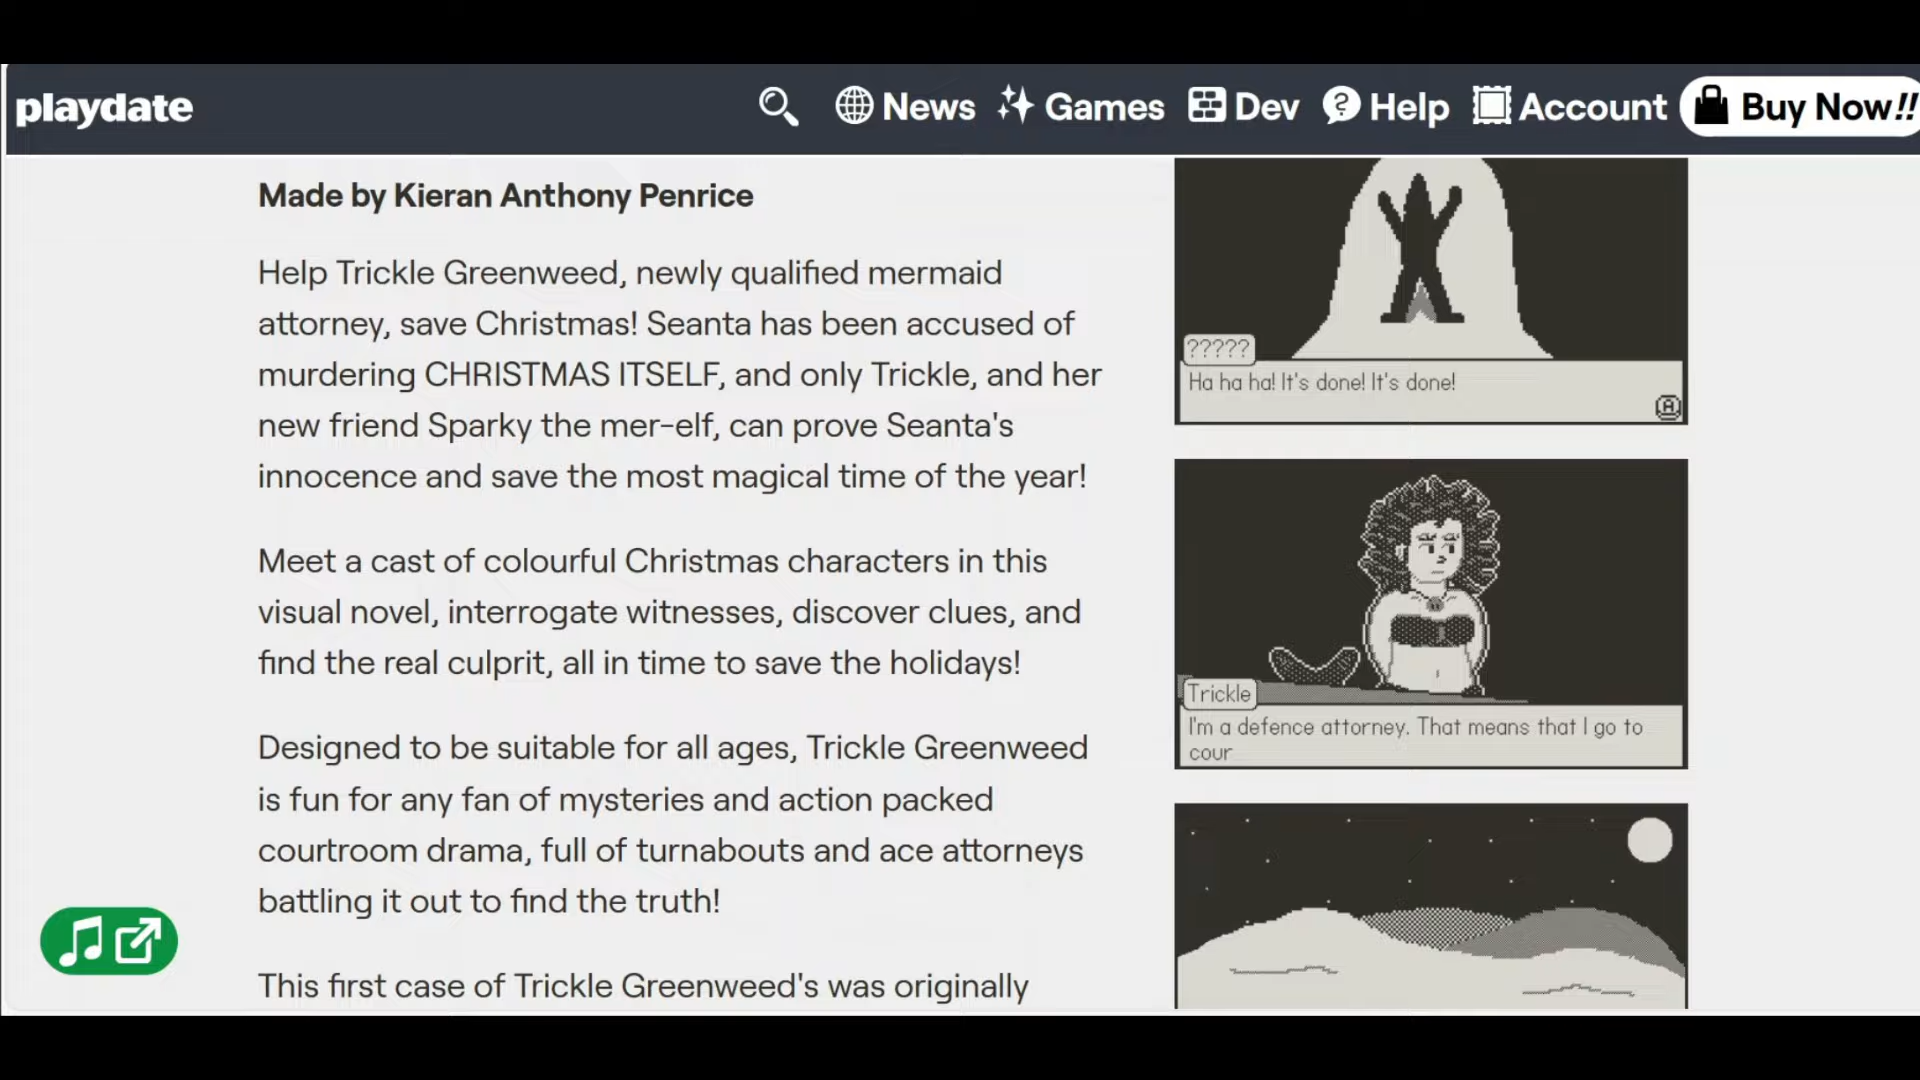 playdate
News
Games
Dev
Help
Account
Buy Now!!
Made by Kieran Anthony Penrice
Help Trickle Greenweed, newly qualified mermaid
attorney, save Christmas! Seanta has been accused of
murdering CHRISTMAS ITSELF, and only Trickle, and her
new friend Sparky the mer-elf, can prove Seanta's
innocence and save the most magical time of the year!
Meet a cast of colourful Christmas characters in this
visual novel, interrogate witnesses, discover clues, and
find the real culprit, all in time to save the holidays!
Designed to be suitable for all ages, Trickle Greenweed
is fun for any fan of mysteries and action packed
courtroom drama, full of turnabouts and ace attorneys
battling it out to find the truth!
This first case of Trickle Greenweed's was originally
?????
Ha ha ha! It's done! It's done!
Ⓐ
Trickle
I'm a defence attorney. That means that I go to
cour